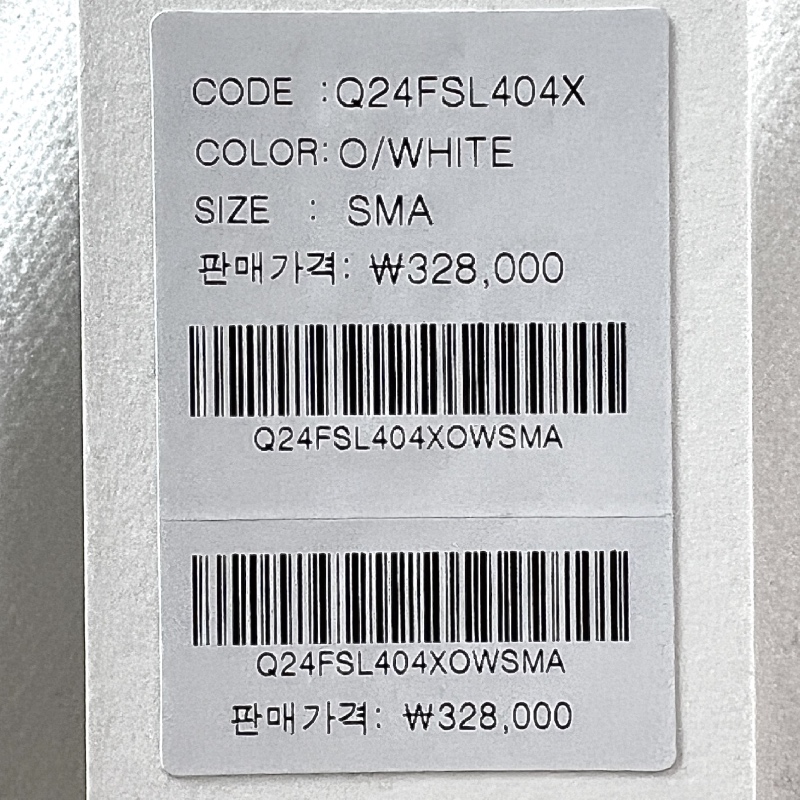 CODE :Q24FSL404X
COLOR: O/WHITE
SIZE : SMA
판매가격: ₩328,000
Q24FSL404XOWSMA
Q24FSL404XOWSMA
판매가격: ₩328,000